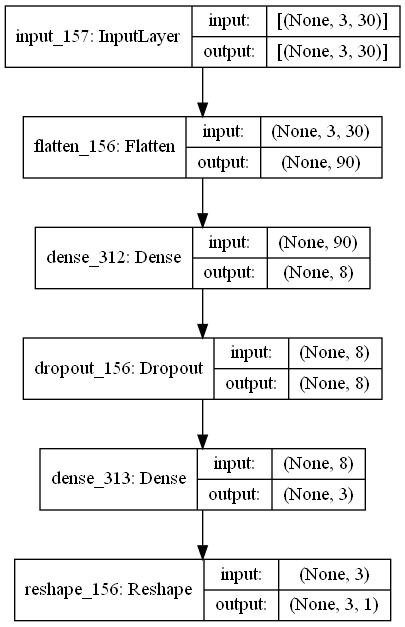 input_157: InputLayer
input: [(None, 3, 30)]
output: [(None, 3, 30)]
flatten_156: Flatten
input: (None, 3, 30)
output: (None, 90)
dense_312: Dense
input: (None, 90)
output: (None, 8)
dropout_156: Dropout
input: (None, 8)
output: (None, 8)
dense_313: Dense
input: (None, 8)
output: (None, 3)
reshape_156: Reshape
input: (None, 3)
output: (None, 3, 1)